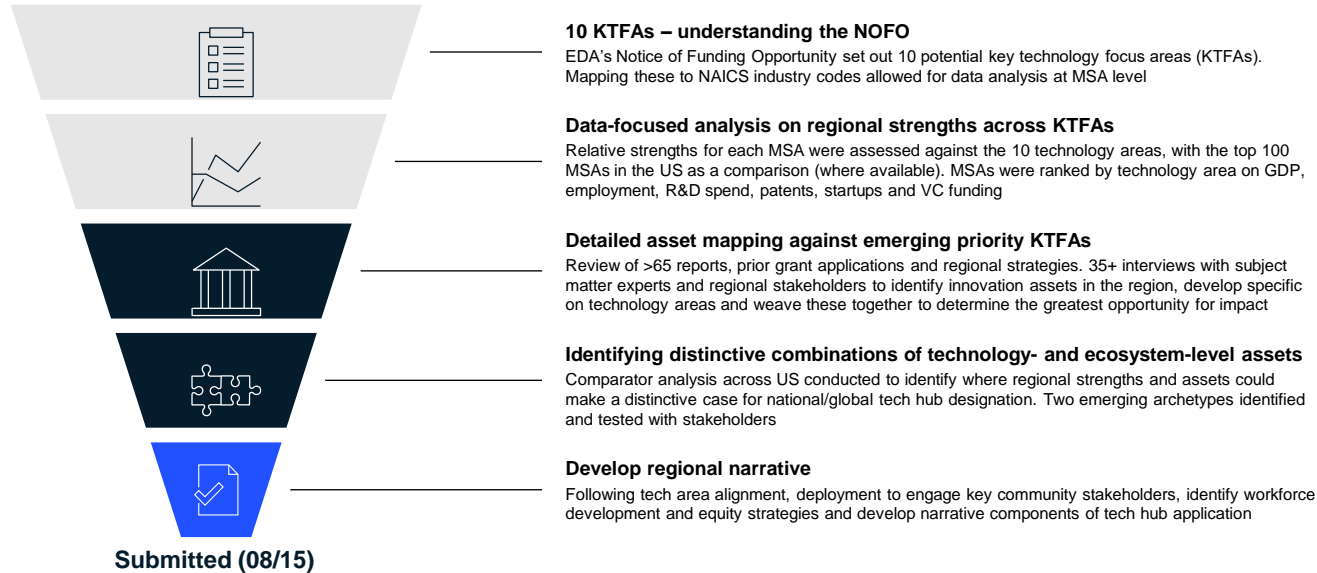 10 KTFAs – understanding the NOFO
EDA's Notice of Funding Opportunity set out 10 potential key technology focus areas (KTFAs).
Mapping these to NAICS industry codes allowed for data analysis at MSA level
Data-focused analysis on regional strengths across KTFAs
Relative strengths for each MSA were assessed against the 10 technology areas, with the top 100
MSAs in the US as a comparison (where available). MSAs were ranked by technology area on GDP,
employment, R&D spend, patents, startups and VC funding
Detailed asset mapping against emerging priority KTFAs
Review of >65 reports, prior grant applications and regional strategies. 35+ interviews with subject
matter experts and regional stakeholders to identify innovation assets in the region, develop specific
on technology areas and weave these together to determine the greatest opportunity for impact
Identifying distinctive combinations of technology- and ecosystem-level assets
Comparator analysis across US conducted to identify where regional strengths and assets could
make a distinctive case for national/global tech hub designation. Two emerging archetypes identified
and tested with stakeholders
Develop regional narrative
Following tech area alignment, deployment to engage key community stakeholders, identify workforce
development and equity strategies and develop narrative components of tech hub application
Submitted (08/15)